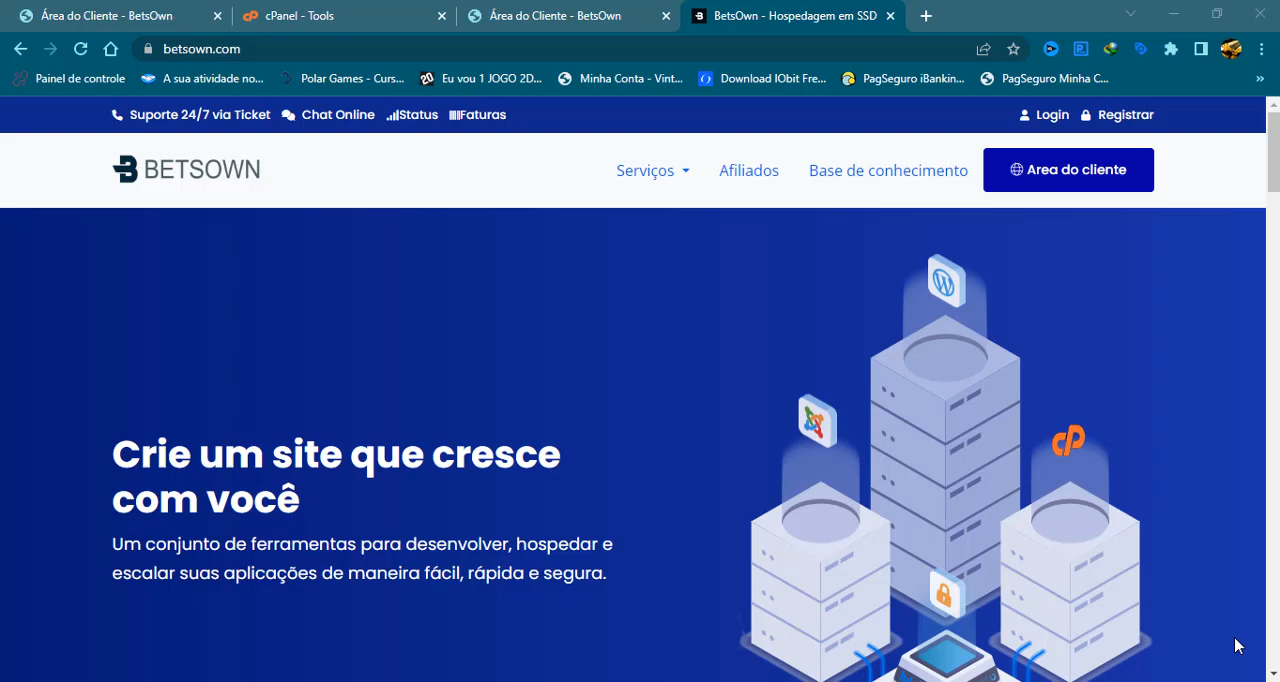 Área do Cliente - BetsOwn
cPanel - Tools
Área do Cliente - BetsOwn
BetsOwn - Hospedagem em SSD
betsown.com
Painel de controle
A sua atividade no...
Polar Games - Curs...
Eu vou 1 JOGO 2D...
Minha Conta - Vint...
Download IObit Fre...
PagSeguro iBankin...
PagSeguro Minha C...
»
Suporte 24/7 via Ticket
Chat Online
Status
Faturas
Login
Registrar
BETSOWN
Serviços
Afiliados
Base de conhecimento
Area do cliente
Crie um site que cresce
com você
Um conjunto de ferramentas para desenvolver, hospedar e
escalar suas aplicações de maneira fácil, rápida e segura.
cP